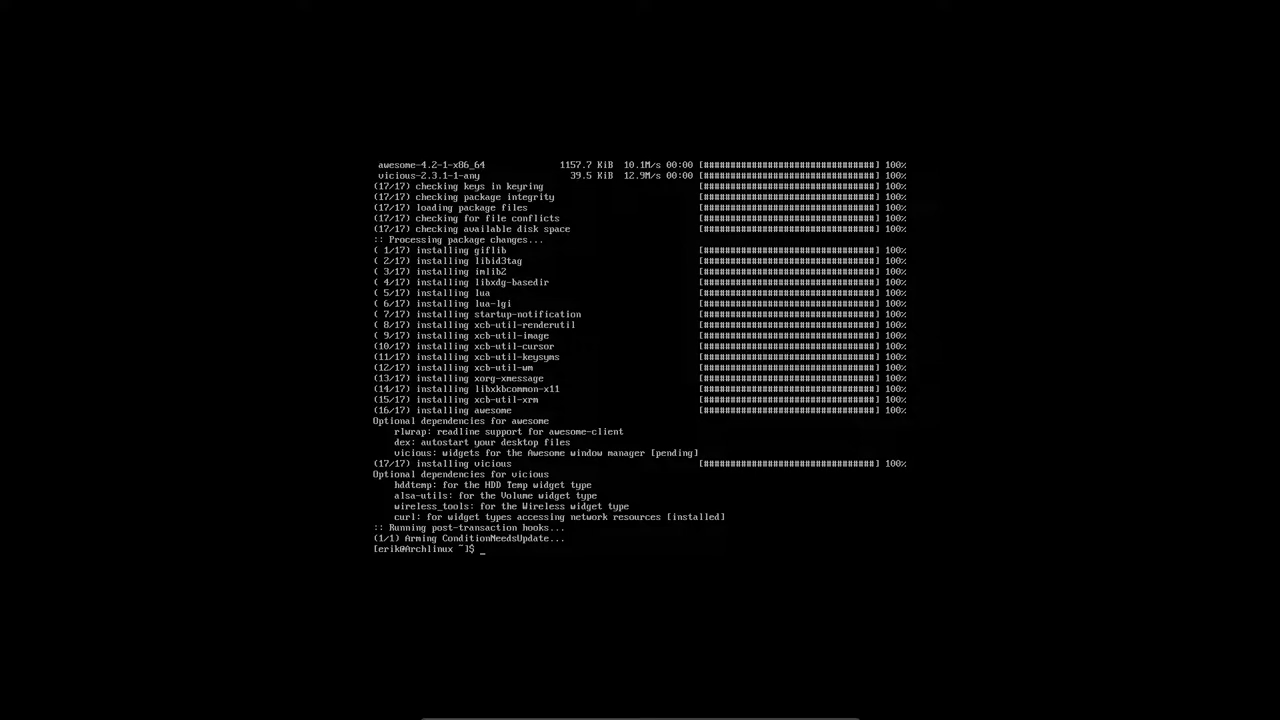 awesome-4.2-1-x86_64 1157.7 KiB 10.1M/s 00:00 [################################] 100%
vicious-2.3.1-1-any 39.5 KiB 12.9M/s 00:00 [################################] 100%
(17/17) checking keys in keyring [################################] 100%
(17/17) checking package integrity [################################] 100%
(17/17) loading package files [################################] 100%
(17/17) checking for file conflicts [################################] 100%
(17/17) checking available disk space [################################] 100%
:: Processing package changes...
( 1/17) installing giflib [################################] 100%
( 2/17) installing libid3tag [################################] 100%
( 3/17) installing imlib2 [################################] 100%
( 4/17) installing libxdg-basedir [################################] 100%
( 5/17) installing lua [################################] 100%
( 6/17) installing lua-lgi [################################] 100%
( 7/17) installing startup-notification [################################] 100%
( 8/17) installing xcb-util-renderutil [################################] 100%
( 9/17) installing xcb-util-image [################################] 100%
(10/17) installing xcb-util-cursor [################################] 100%
(11/17) installing xcb-util-keysyms [################################] 100%
(12/17) installing xcb-util-wm [################################] 100%
(13/17) installing xorg-xmessage [################################] 100%
(14/17) installing libxkbcommon-x11 [################################] 100%
(15/17) installing xcb-util-xrm [################################] 100%
(16/17) installing awesome [################################] 100%
Optional dependencies for awesome
rlwrap: readline support for awesome-client
dex: autostart your desktop files
vicious: widgets for the Awesome window manager [pending]
(17/17) installing vicious [################################] 100%
Optional dependencies for vicious
hddtemp: for the HDD Temp widget type
alsa-utils: for the Volume widget type
wireless_tools: for the Wireless widget type
curl: for widget types accessing network resources [installed]
:: Running post-transaction hooks...
(1/1) Arming ConditionNeedsUpdate...
[erik@Archlinux ~]$ _